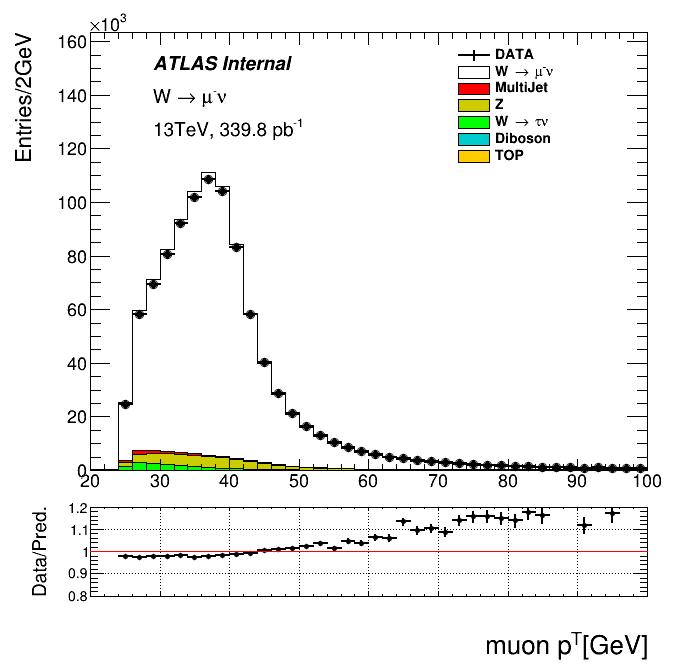 ×10³
Entries/2GeV
160
140
120
100
80
60
40
20
0
ATLAS Internal
W → μ⁻ν
13TeV, 339.8 pb⁻¹
DATA
W → μ⁻ν
MultiJet
Z
W → τν
Diboson
TOP
20 30 40 50 60 70 80 90 100
Data/Pred.
1.2
1.1
1
0.9
0.8
muon pᵀ[GeV]